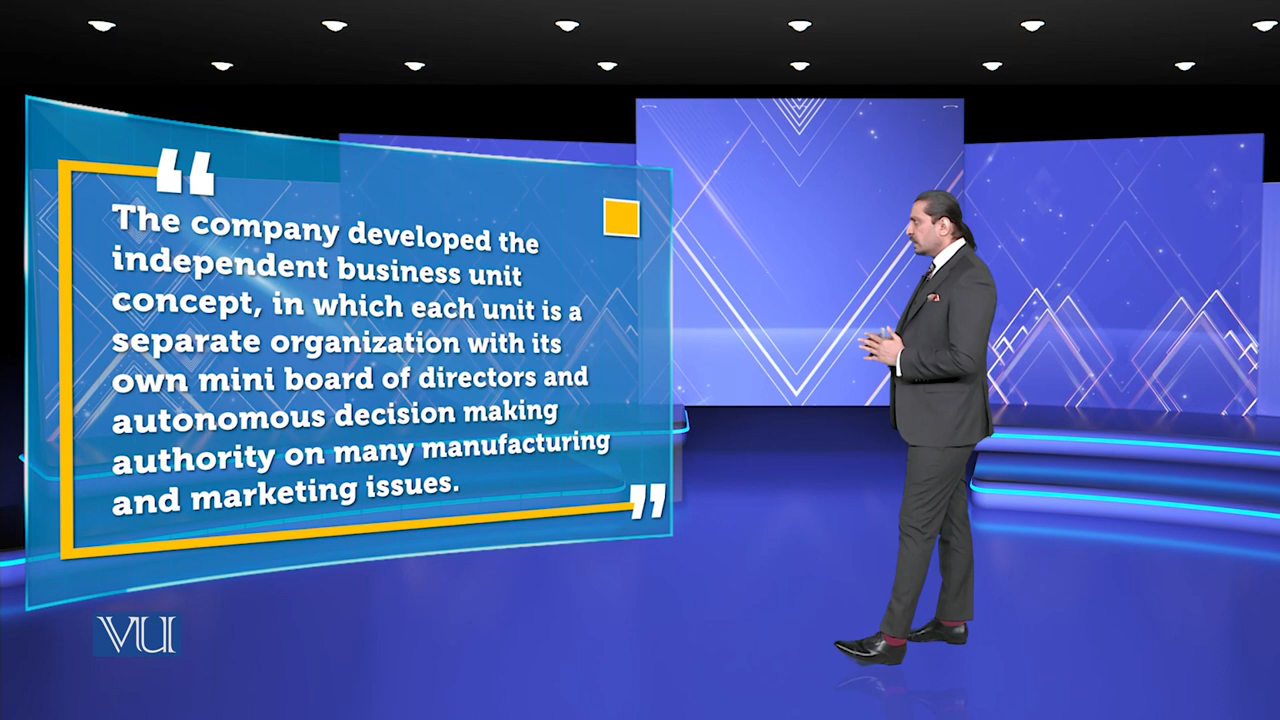 “
The company developed the
independent business unit
concept, in which each unit is a
separate organization with its
own mini board of directors and
autonomous decision making
authority on many manufacturing
and marketing issues.
”
VU